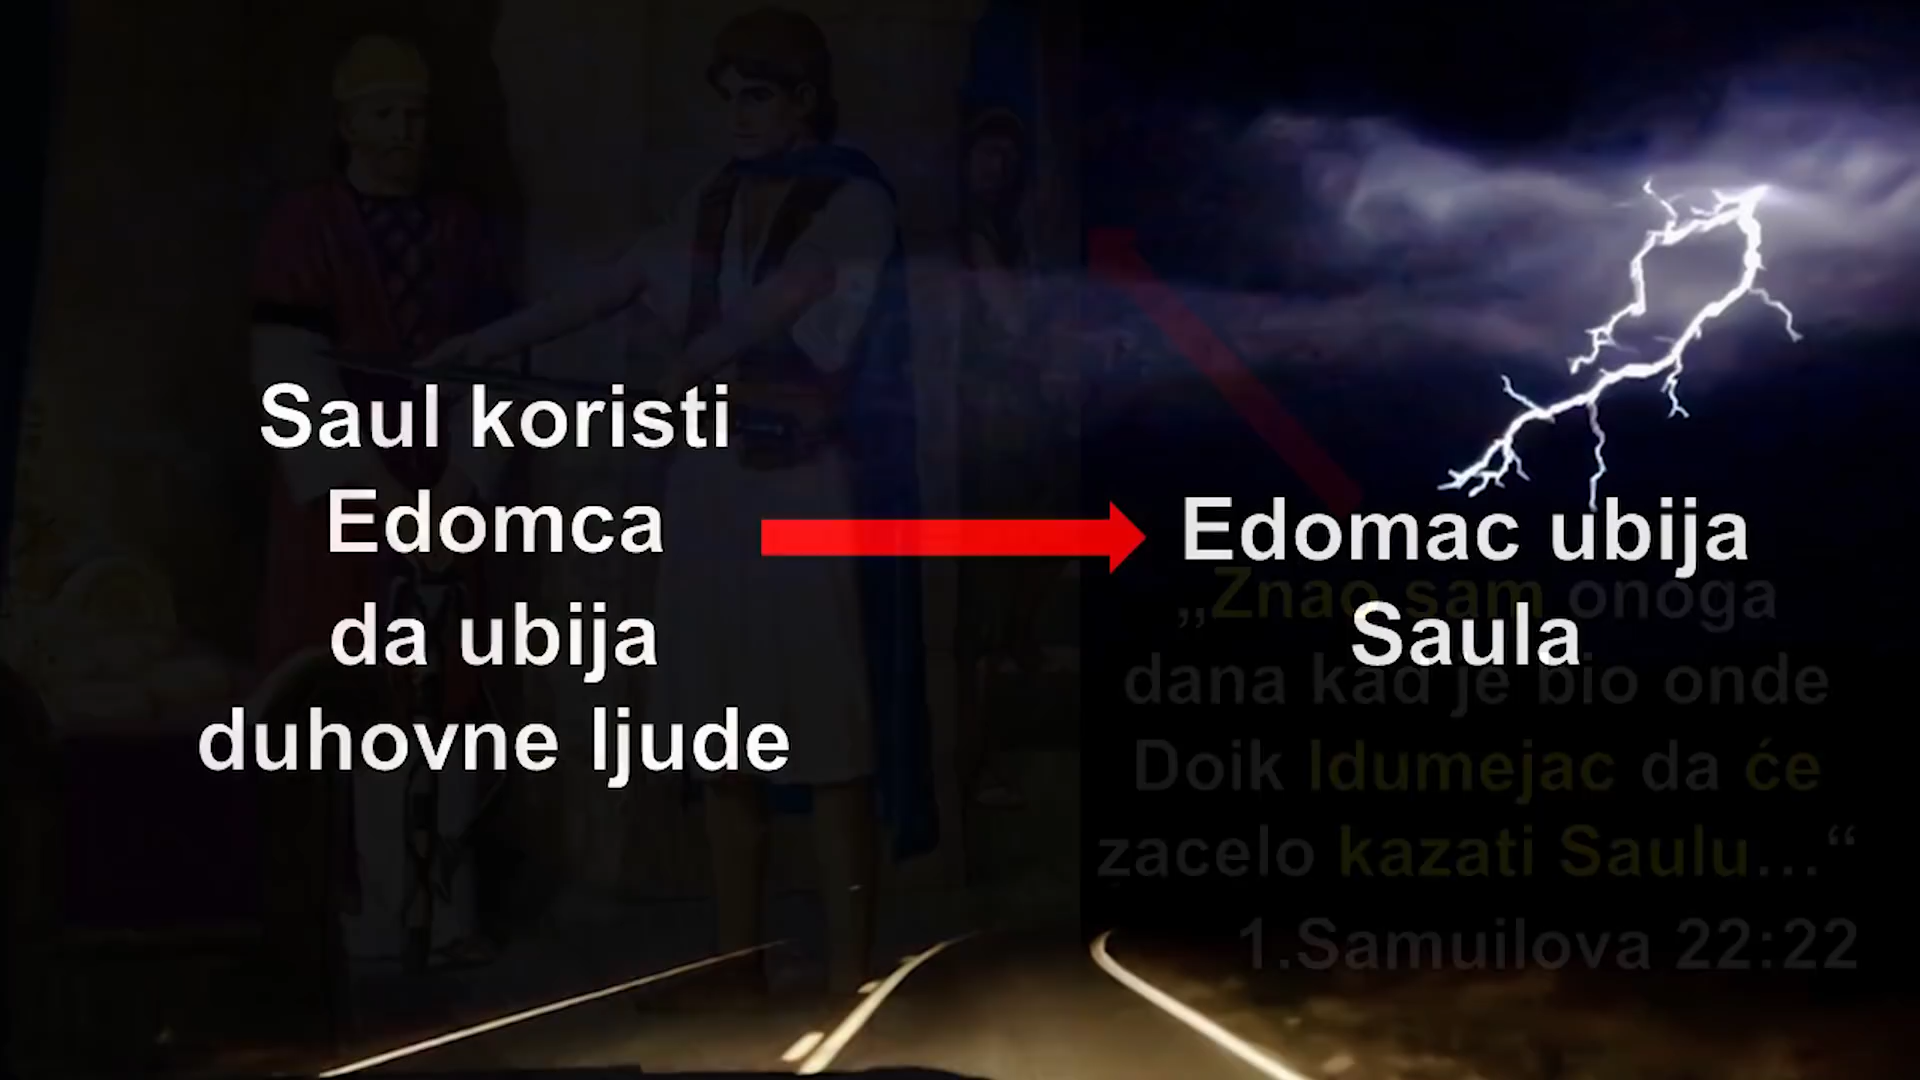 Saul koristi
Edomca
da ubija
duhovne ljude
Edomac ubija
Saula
„Znao sam onoga
dana kad je bio onde
Doik Idumejac da će
zacelo kazati Saulu...“
1.Samuilova 22:22